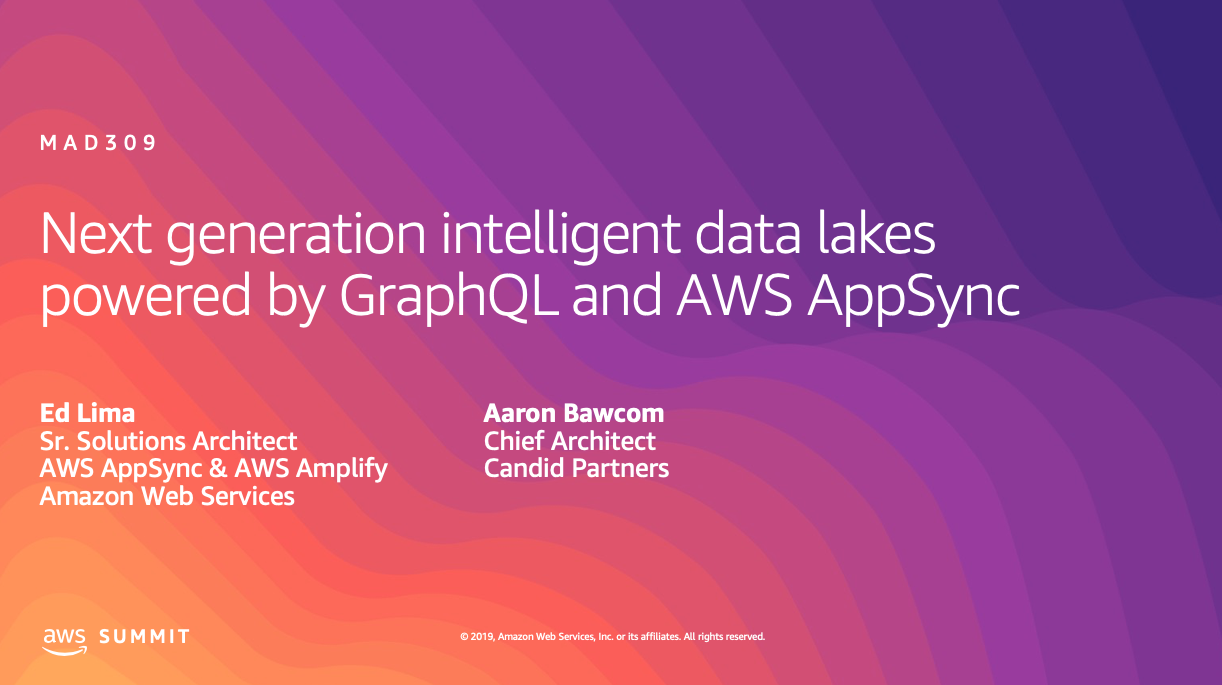 MAD309
Next generation intelligent data lakes
powered by GraphQL and AWS AppSync
Ed Lima
Sr. Solutions Architect
AWS AppSync & AWS Amplify
Amazon Web Services
Aaron Bawcom
Chief Architect
Candid Partners
aws SUMMIT
© 2019, Amazon Web Services, Inc. or its affiliates. All rights reserved.